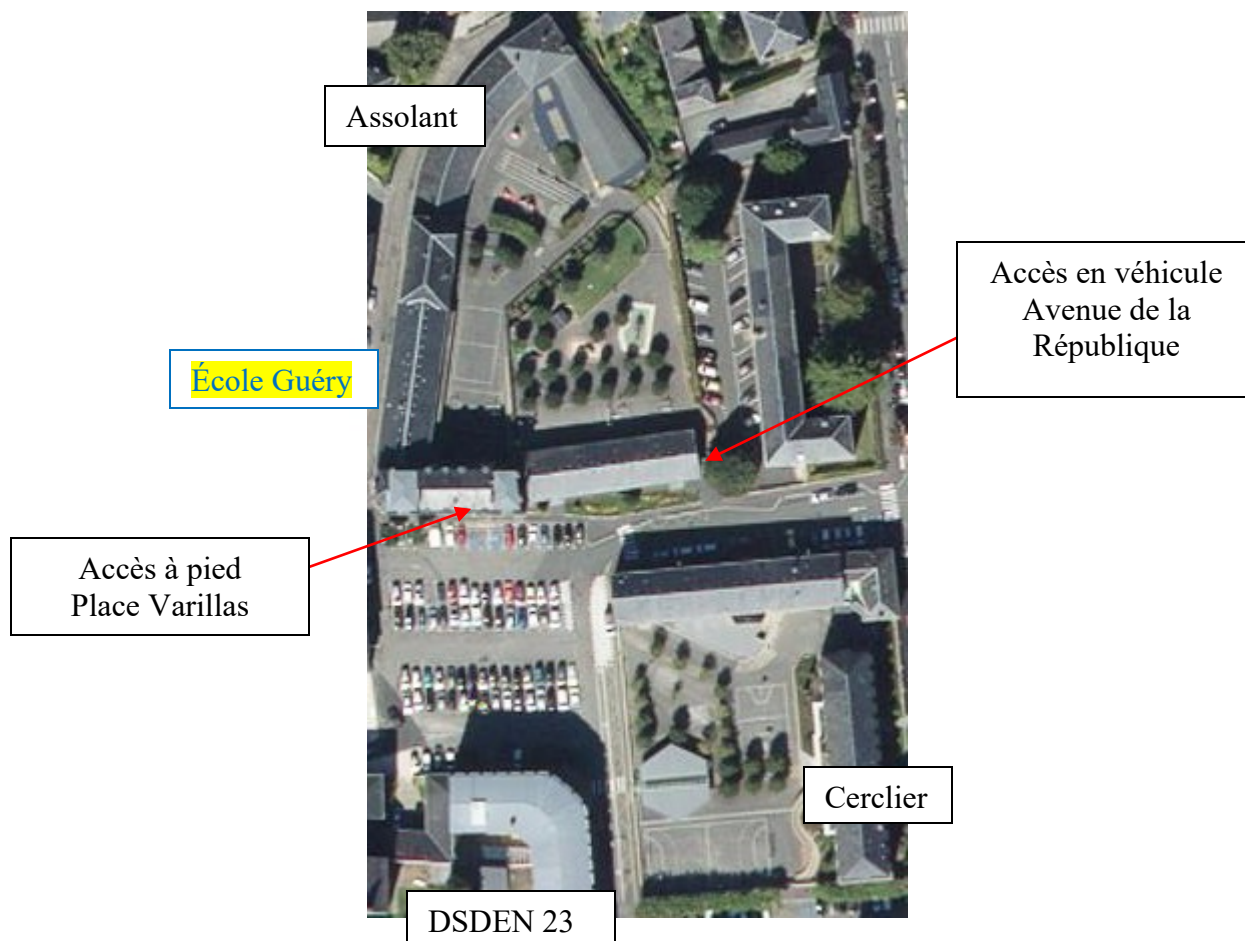 Assolant
Accès en véhicule
Avenue de la
République
École Guéry
Accès à pied
Place Varillas
Cerclier
DSDEN 23